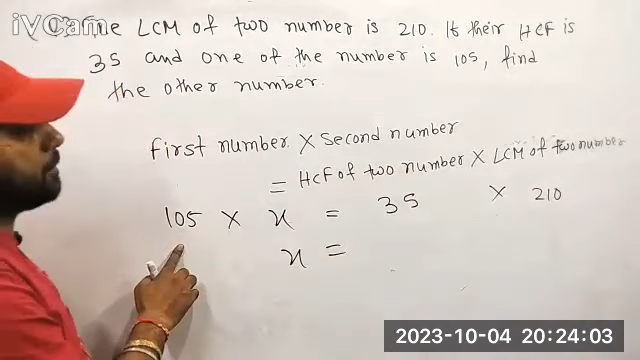 iVCam
The LCM of two number is 210. If their HCF is
35 and one of the number is 105, find
the other number.
First number × Second number
= HCF of two number × LCM of two number
105 × x = 35 × 210
x =
2023-10-04 20:24:03